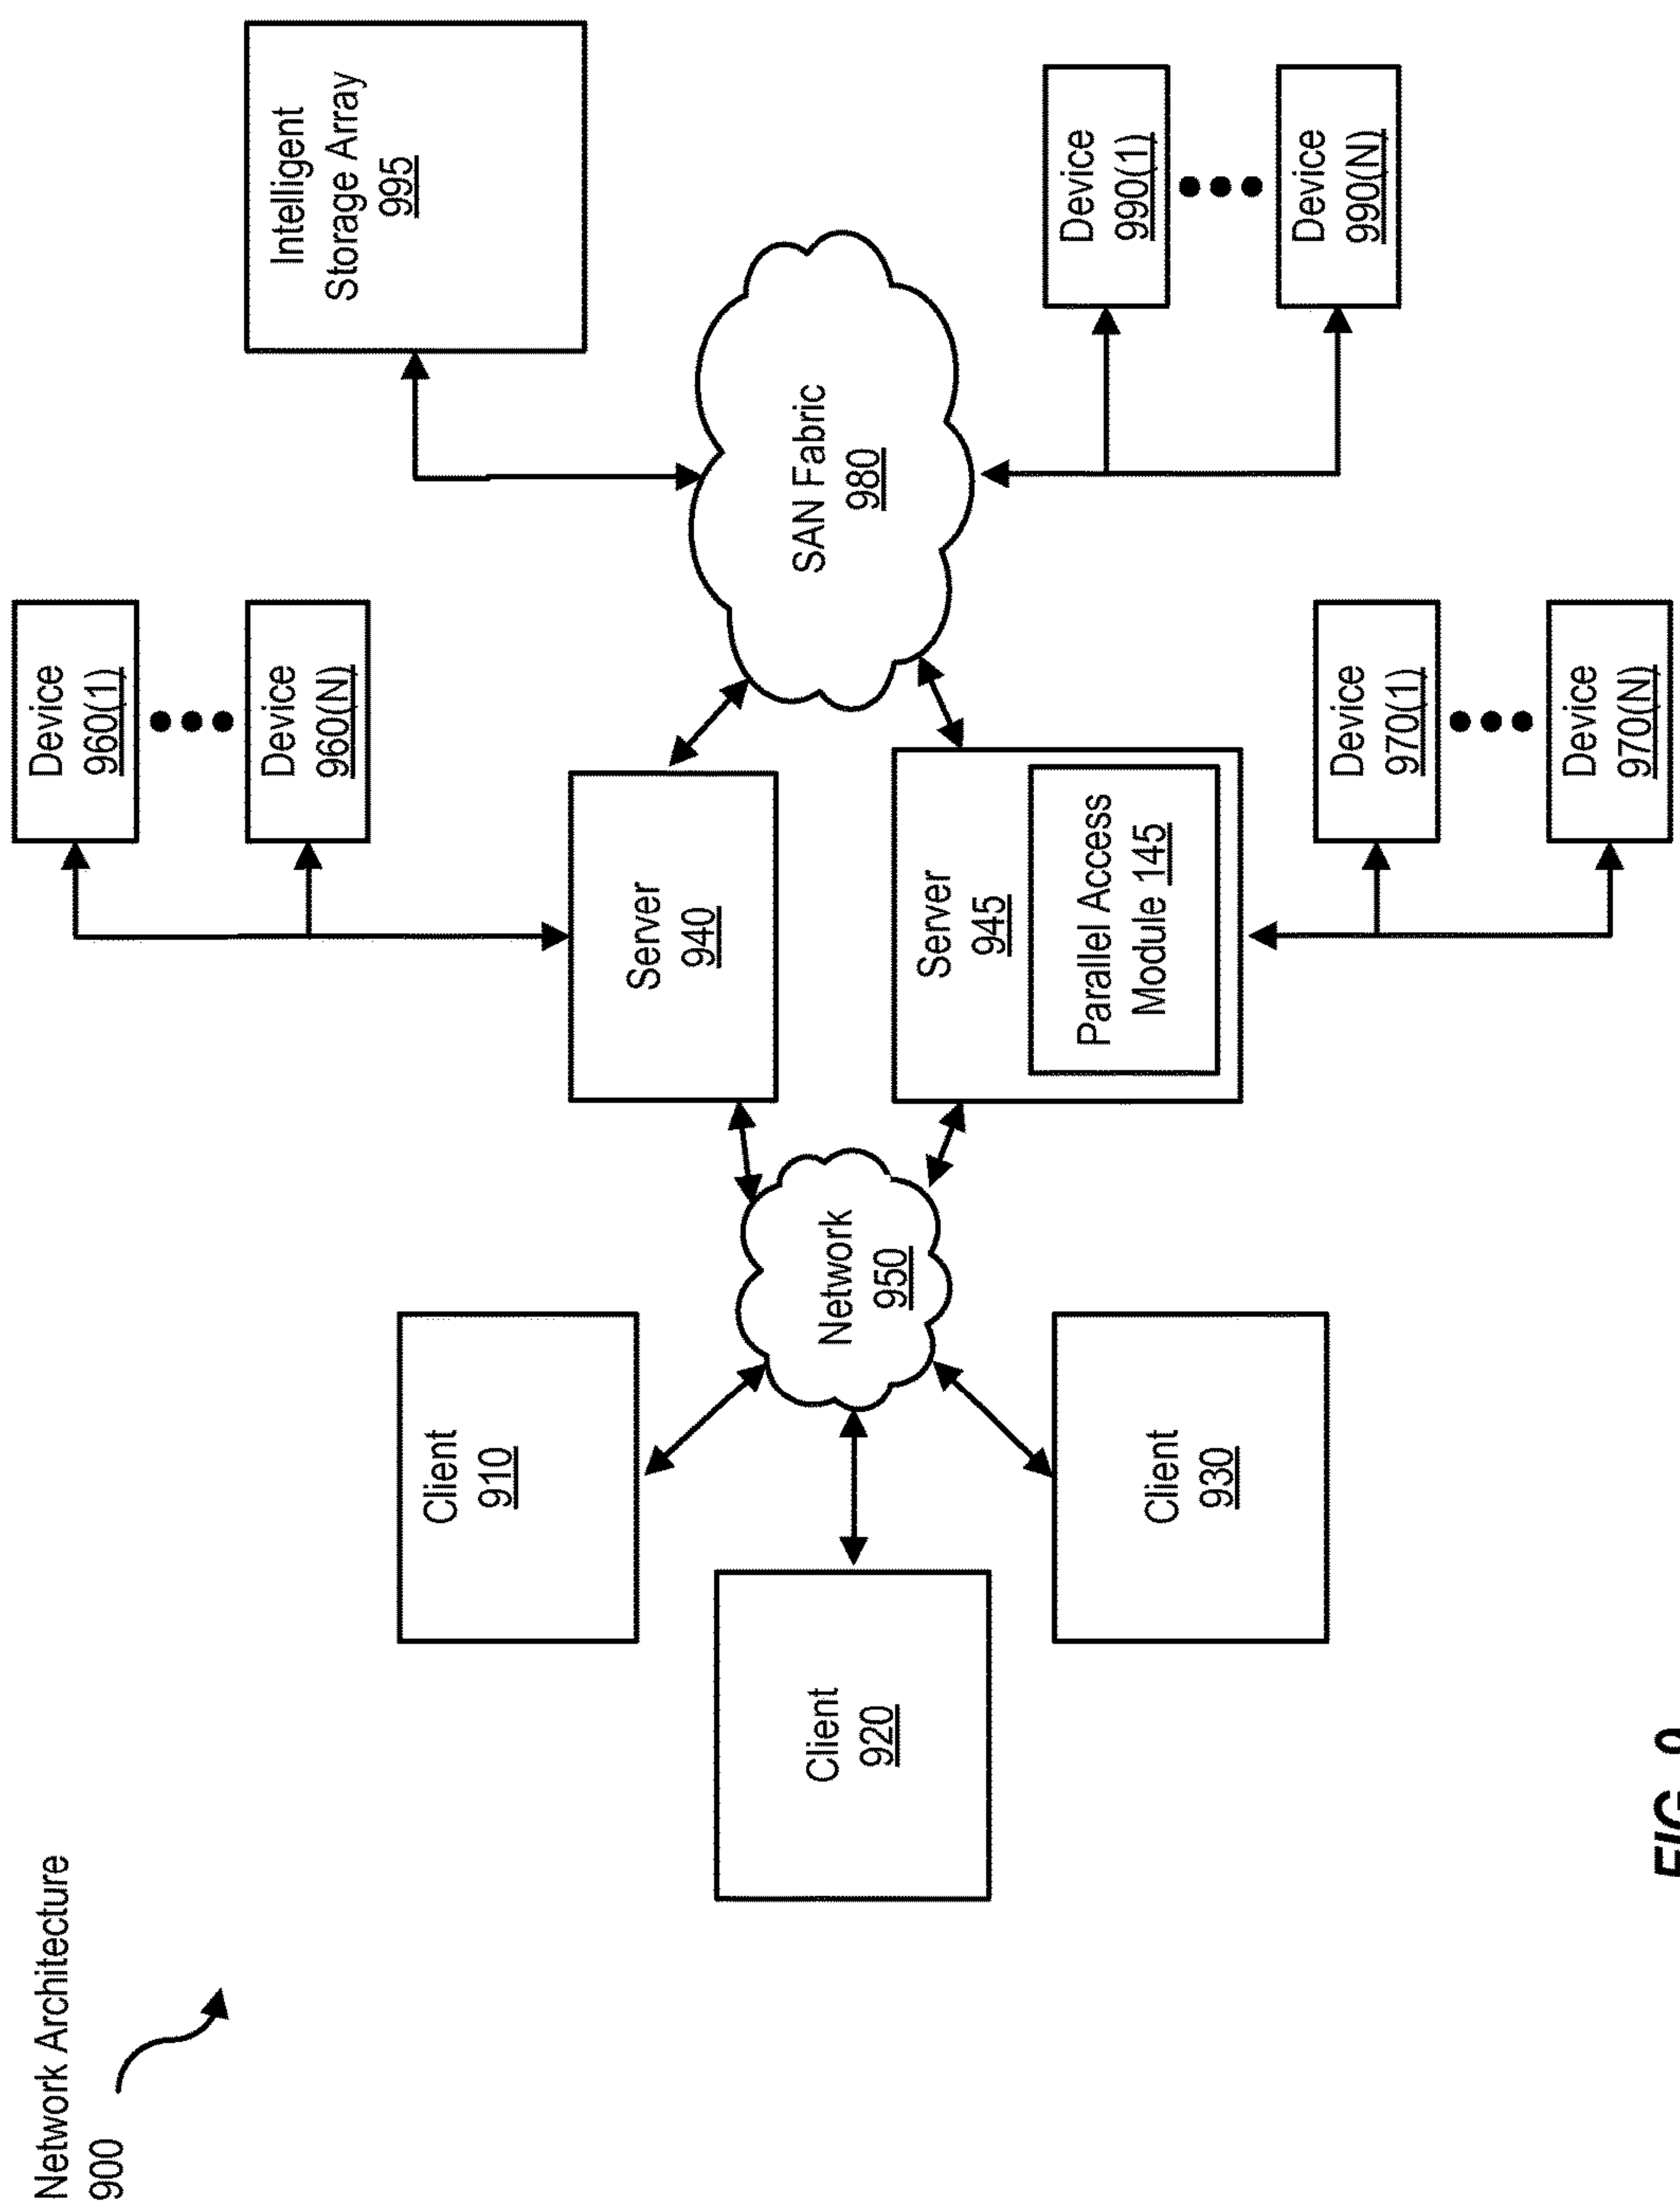 Network Architecture
900
Device
960(1)
Device
960(N)
Intelligent
Storage Array
995
Client
910
Server
940
Client
920
Network
950
SAN Fabric
980
Server
945
Parallel Access
Module 145
Device
990(1)
Device
990(N)
Client
930
Device
970(1)
Device
970(N)
FIG. 9